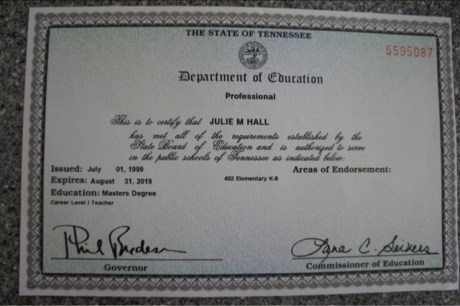 THE STATE OF TENNESSEE
5595087
Department of Education
Professional
This is to certify that JULIE M HALL
has met all of the requirements established by the
State Board of Education and is authorized to serve
in the public schools of Tennessee as indicated below:
Issued: July 01, 1999
Areas of Endorsement:
Expires: August 31, 2019
402 Elementary K-8
Education: Masters Degree
Career Level I Teacher
Phil Bredesen
Governor
Commissioner of Education